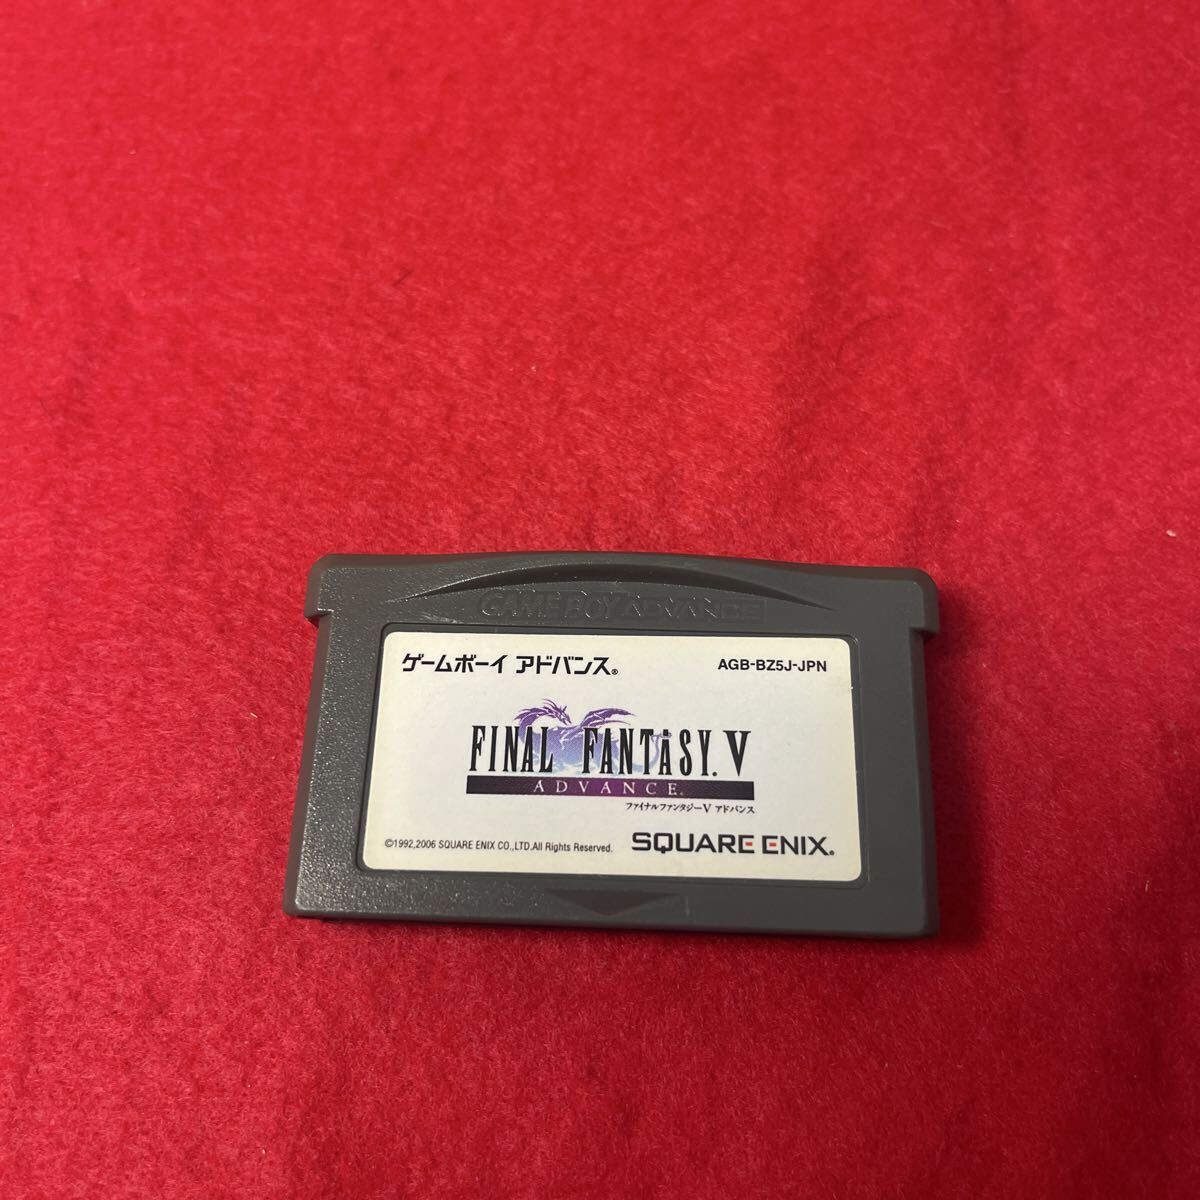 GAME BOY ADVANCE
ゲームボーイ アドバンス® AGB-BZ5J-JPN
FINAL FANTASY. V
ADVANCE.
ファイナルファンタジーV アドバンス
©1992,2006 SQUARE ENIX CO.,LTD.All Rights Reserved. SQUARE ENIX®